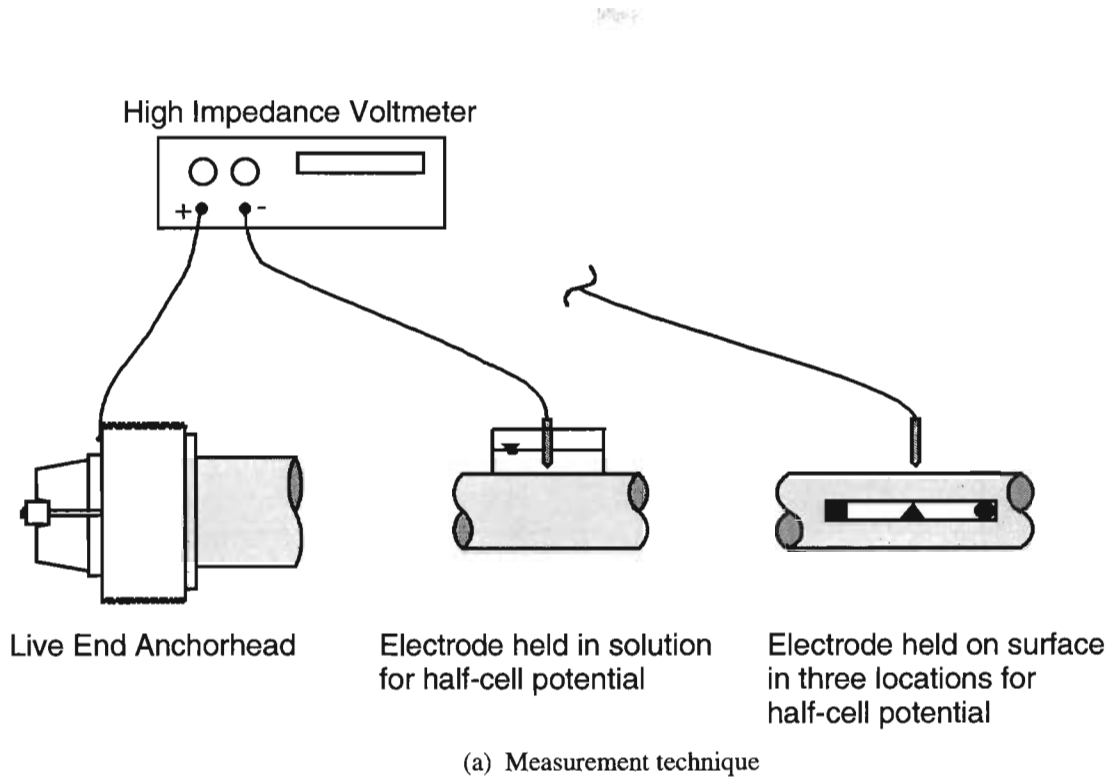 High Impedance Voltmeter
+ -
Live End Anchorhead
Electrode held in solution
for half-cell potential
Electrode held on surface
in three locations for
half-cell potential
(a) Measurement technique